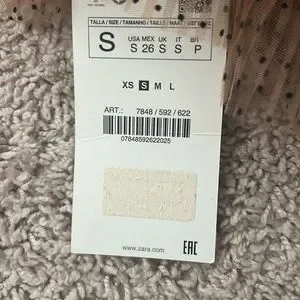 TALLA / SIZE / TAMANHO / TAILLE / MAAT /
S
USA MEX UK IT BR
S 26 S S P
XS S M L
ART.: 7848 / 592 / 622
07848592622025
www.zara.com
EAC